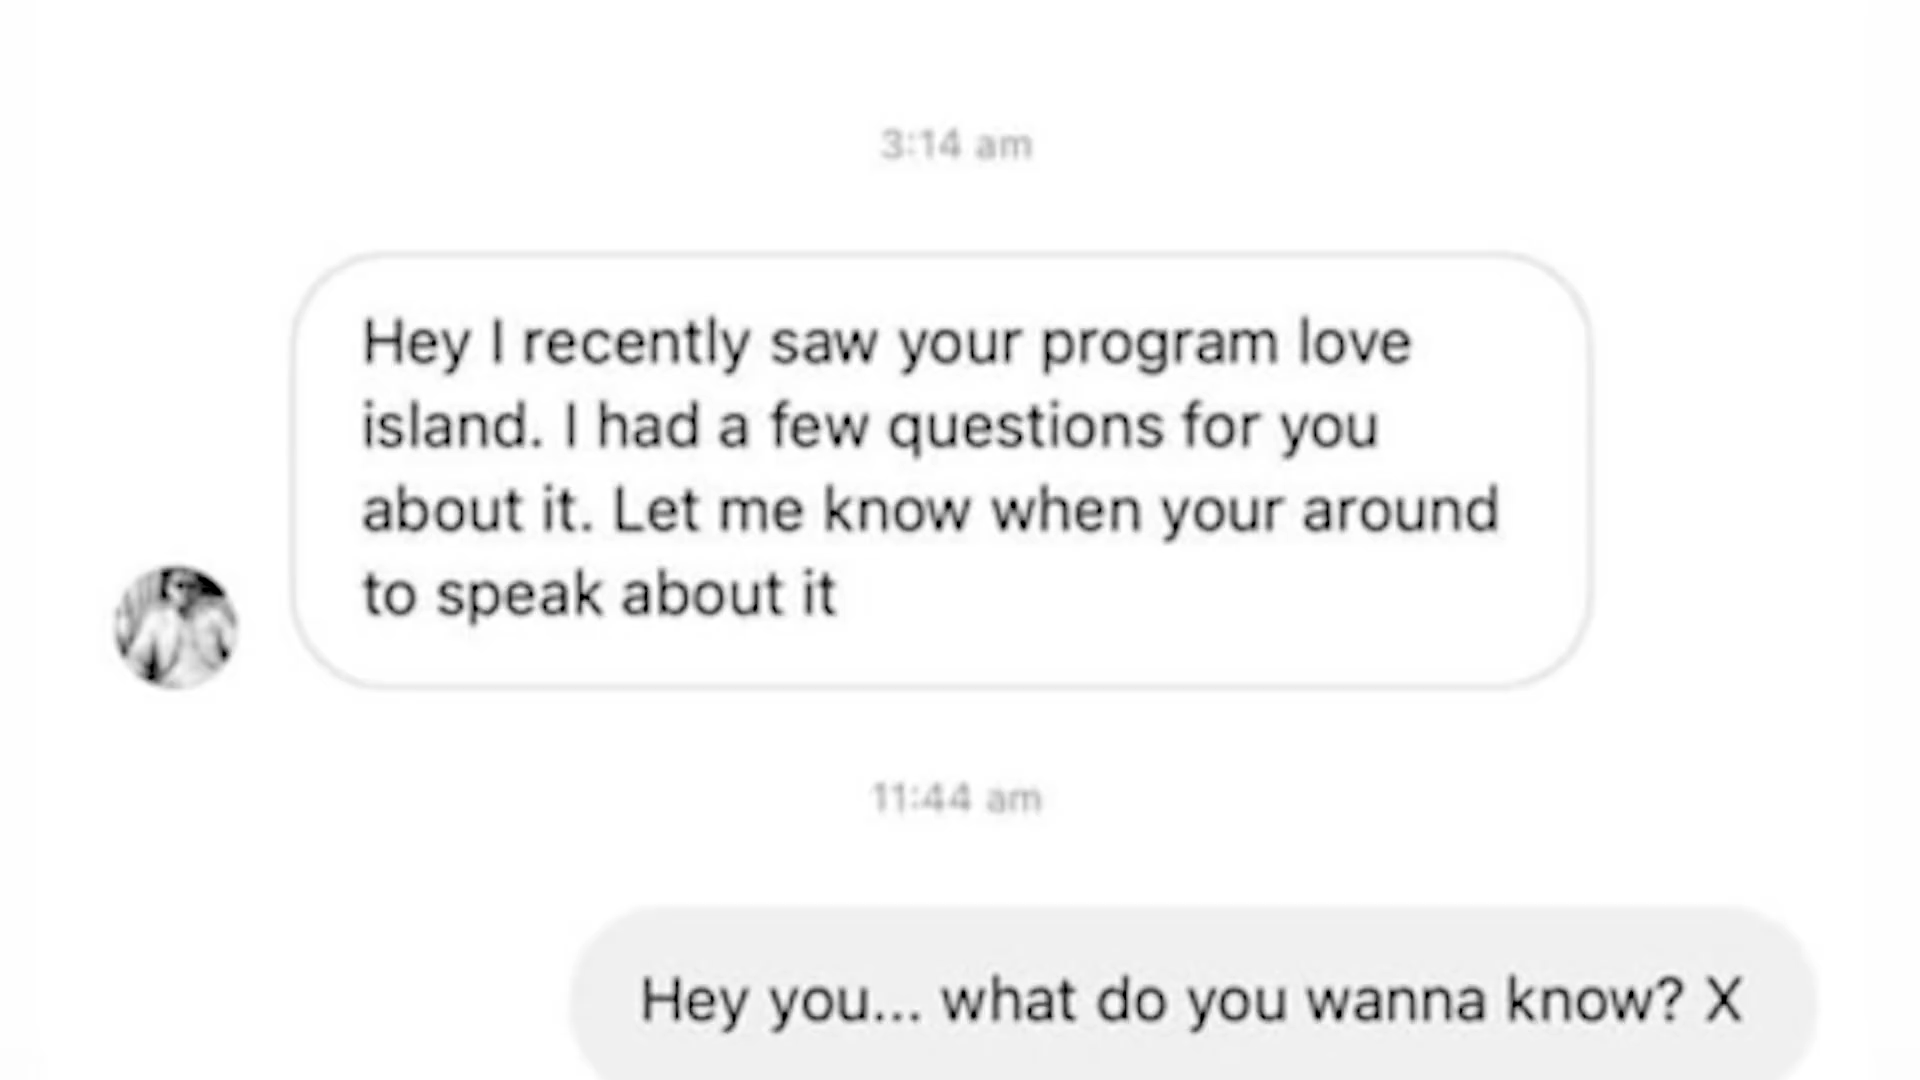 3:14 am
Hey I recently saw your program love
island. I had a few questions for you
about it. Let me know when your around
to speak about it
11:44 am
Hey you... what do you wanna know? X